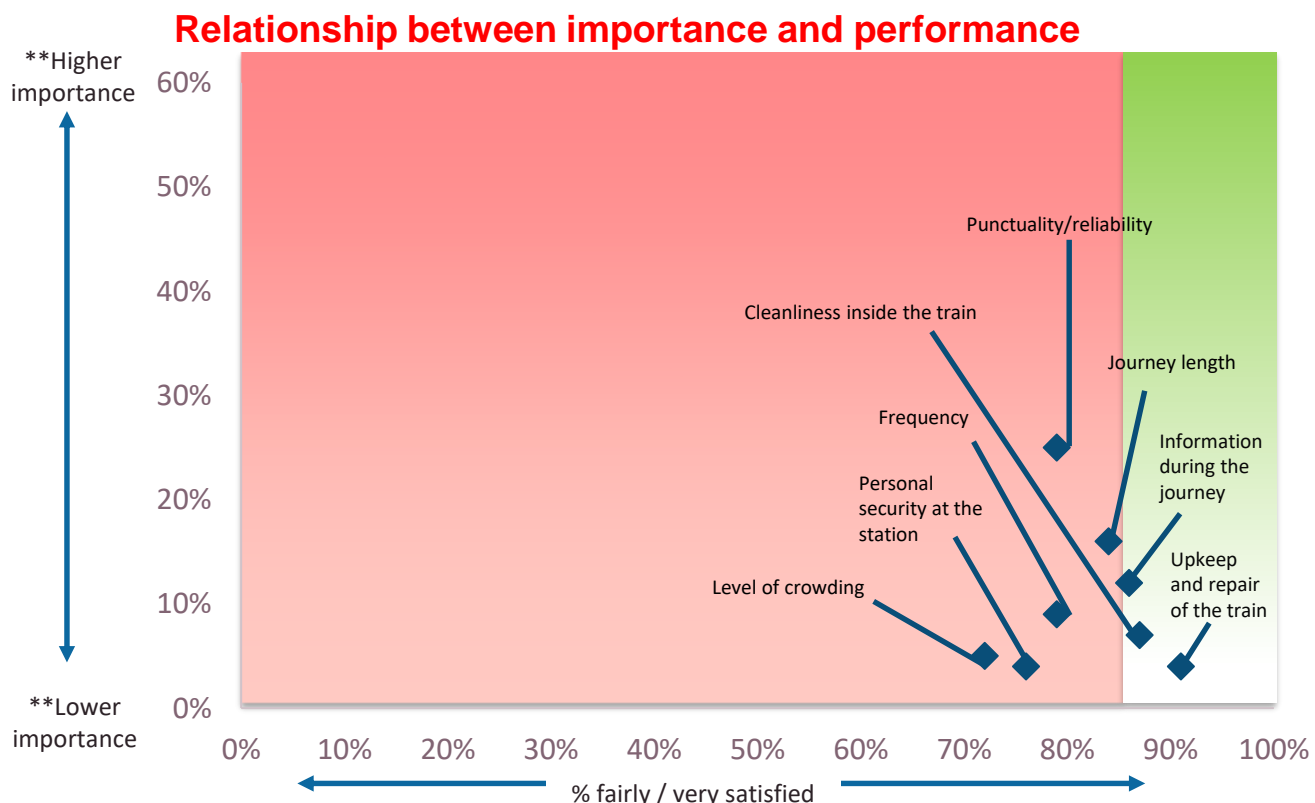 Relationship between importance and performance
**Higher
importance
60%
50%
40%
30%
20%
10%
0%
**Lower
importance
Punctuality/reliability
Cleanliness inside the train
Journey length
Frequency
Information
during the
journey
Personal
security at the
station
Upkeep
and repair
of the train
Level of crowding
0%
10%
20%
30%
40%
50%
60%
70%
80%
90%
100%
% fairly / very satisfied